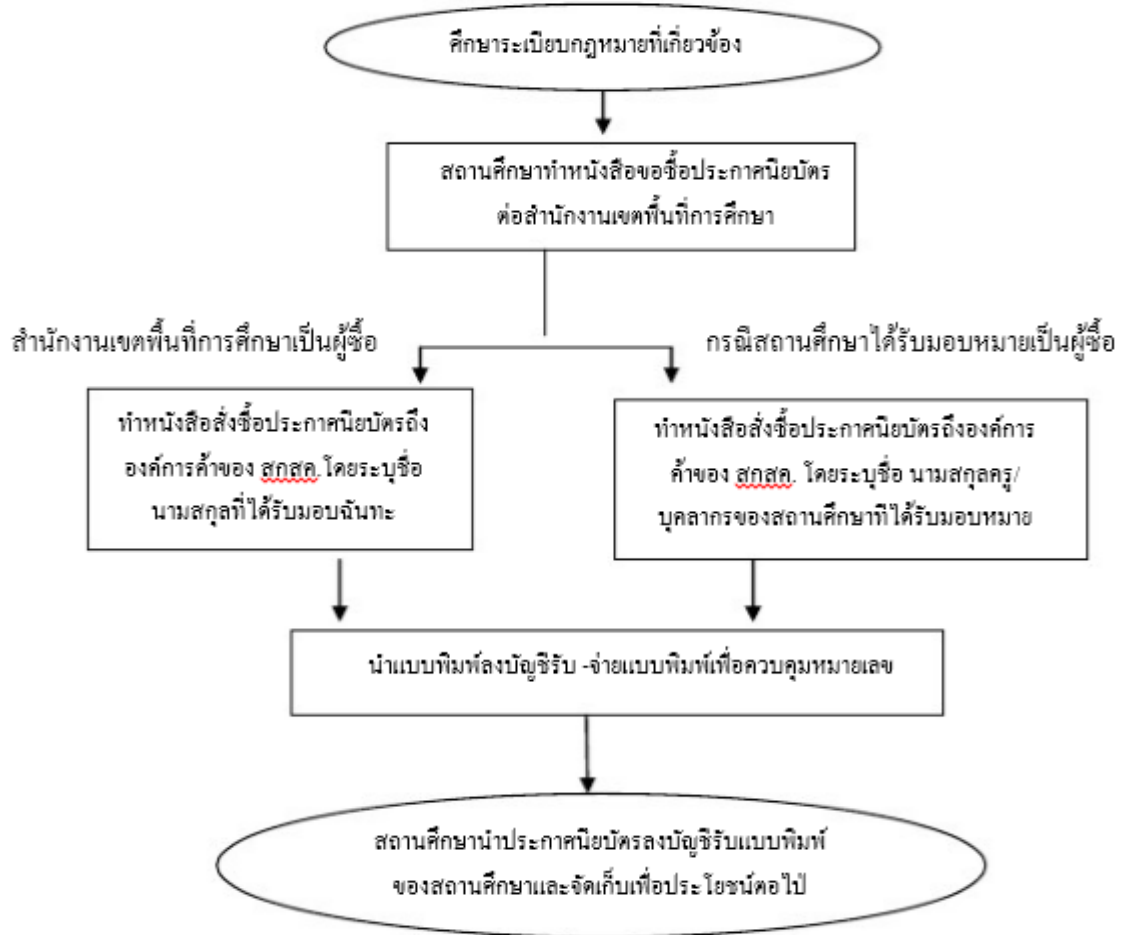 ศึกษาระเบียบกฎหมายที่เกี่ยวข้อง
สถานศึกษาทำหนังสือขอซื้อประกาศนียบัตร
ต่อสำนักงานเขตพื้นที่การศึกษา
สำนักงานเขตพื้นที่การศึกษาเป็นผู้ซื้อ
กรณีสถานศึกษาได้รับมอบหมายเป็นผู้ซื้อ
ทำหนังสือสั่งซื้อประกาศนียบัตรถึง
องค์การค้าของ สกสค.โดยระบุชื่อ
นามสกุลที่ได้รับมอบฉันทะ
ทำหนังสือสั่งซื้อประกาศนียบัตรถึงองค์การ
ค้าของ สกสค. โดยระบุชื่อ นามสกุลครู/
บุคลากรของสถานศึกษาที่ได้รับมอบหมาย
นำแบบพิมพ์ลงบัญชีรับ -จ่ายแบบพิมพ์เพื่อควบคุมหมายเลข
สถานศึกษานำประกาศนียบัตรลงบัญชีรับแบบพิมพ์
ของสถานศึกษาและจัดเก็บเพื่อประโยชน์ตอไป่